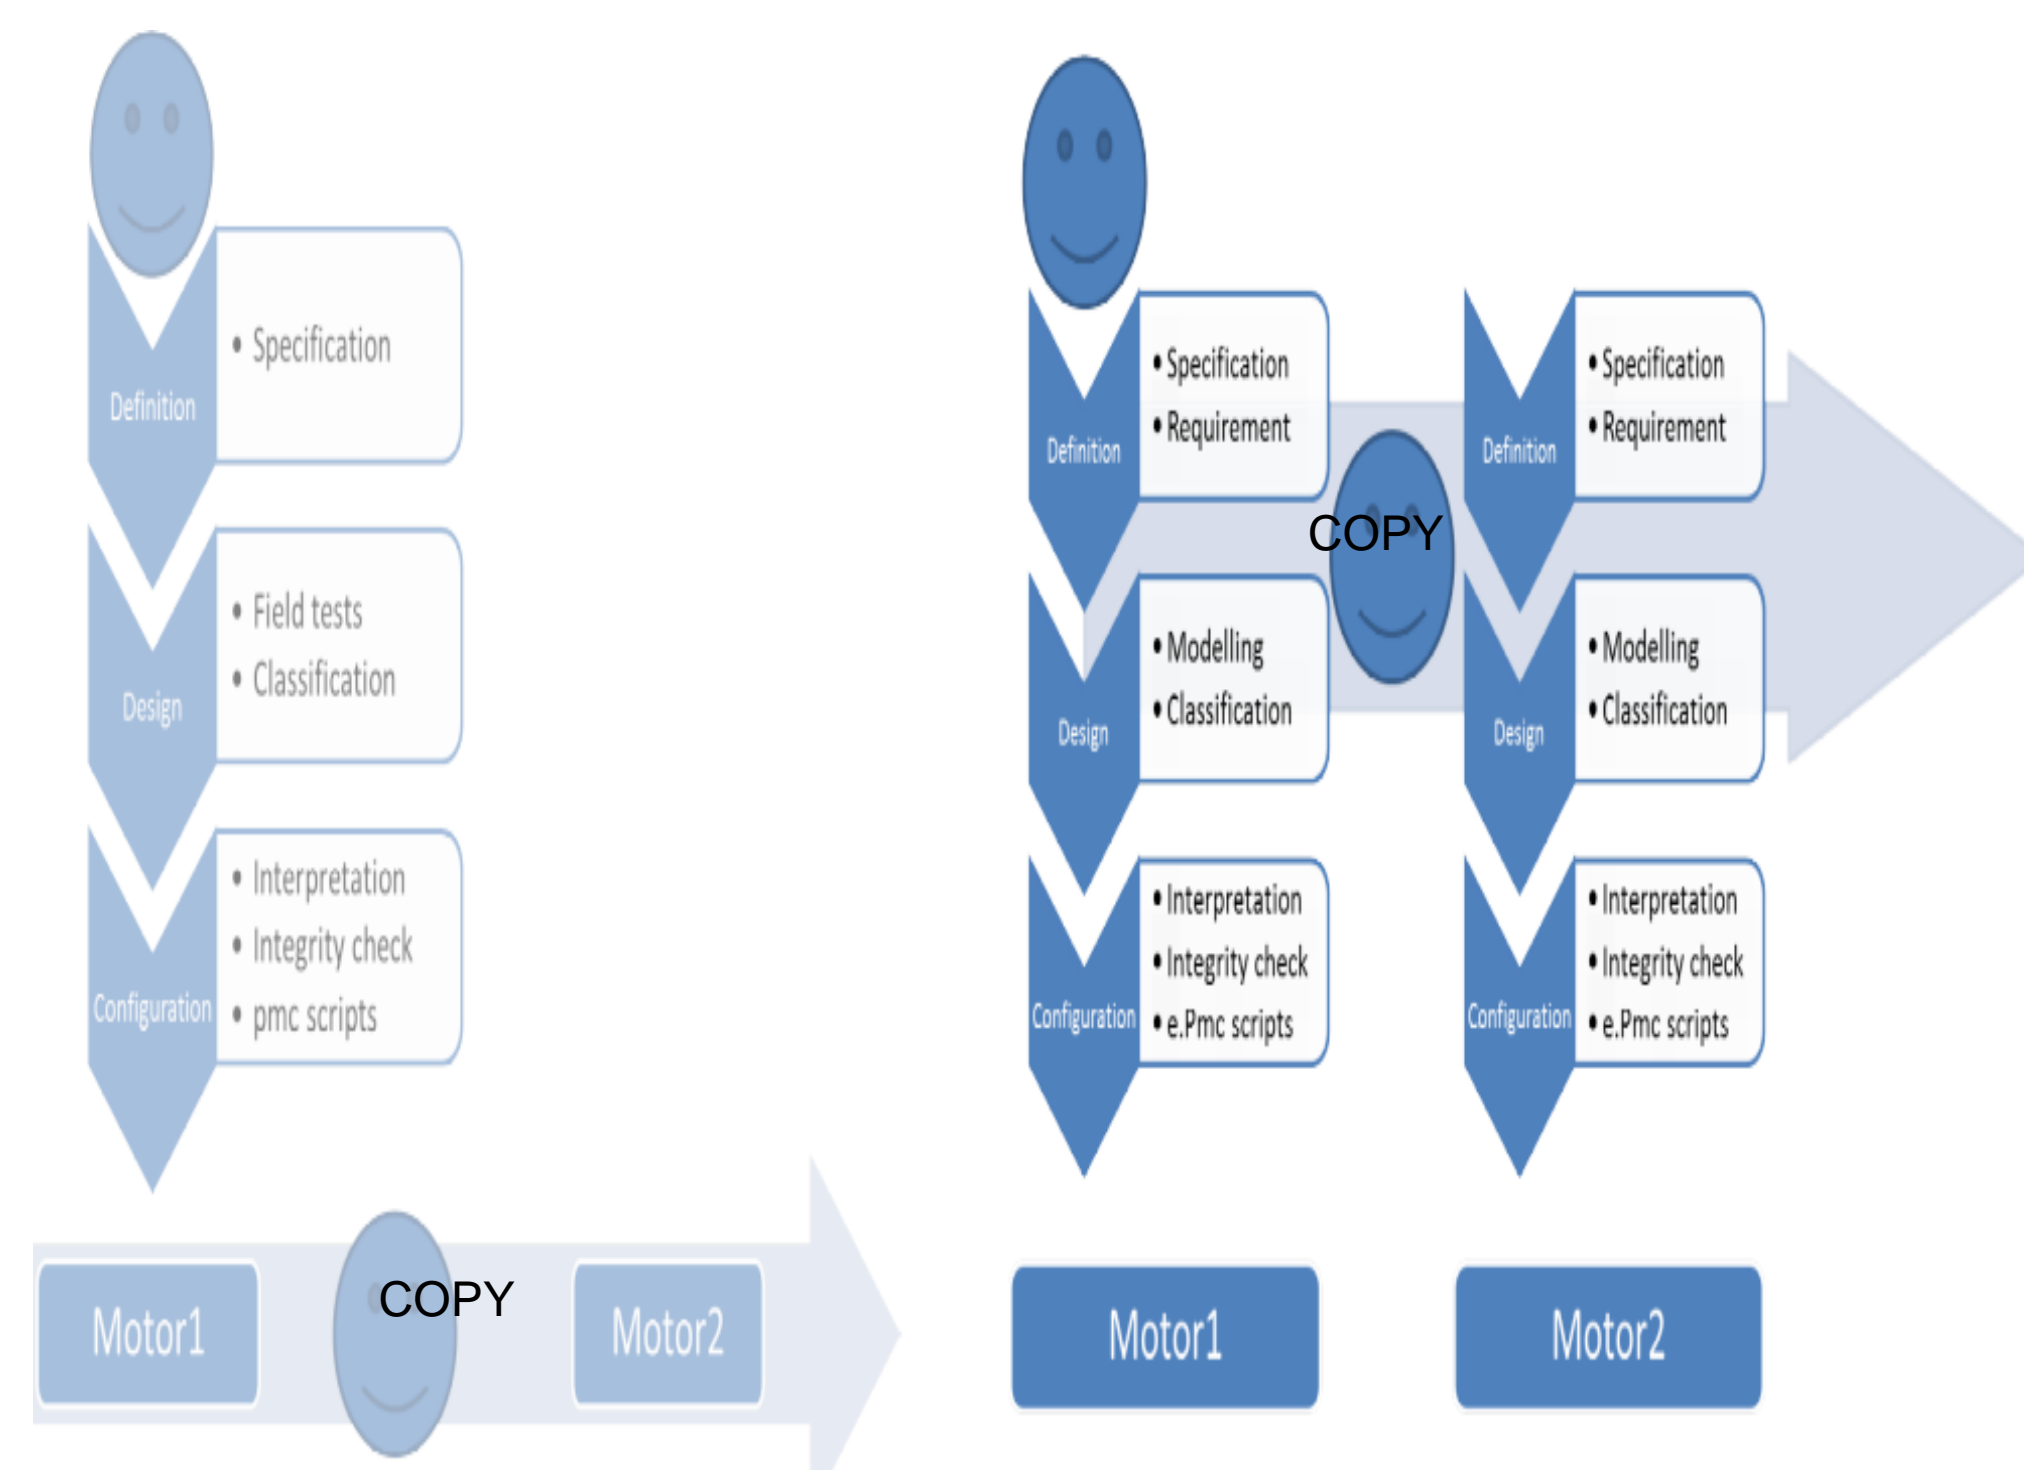 • Specification
Definition
• Field tests
• Classification
Design
• Interpretation
• Integrity check
• pmc scripts
Configuration
Motor1
COPY
Motor2
• Specification
• Requirement
Definition
• Modelling
• Classification
Design
• Interpretation
• Integrity check
• e.Pmc scripts
Configuration
Motor1
COPY
• Specification
• Requirement
Definition
• Modelling
• Classification
Design
• Interpretation
• Integrity check
• e.Pmc scripts
Configuration
Motor2